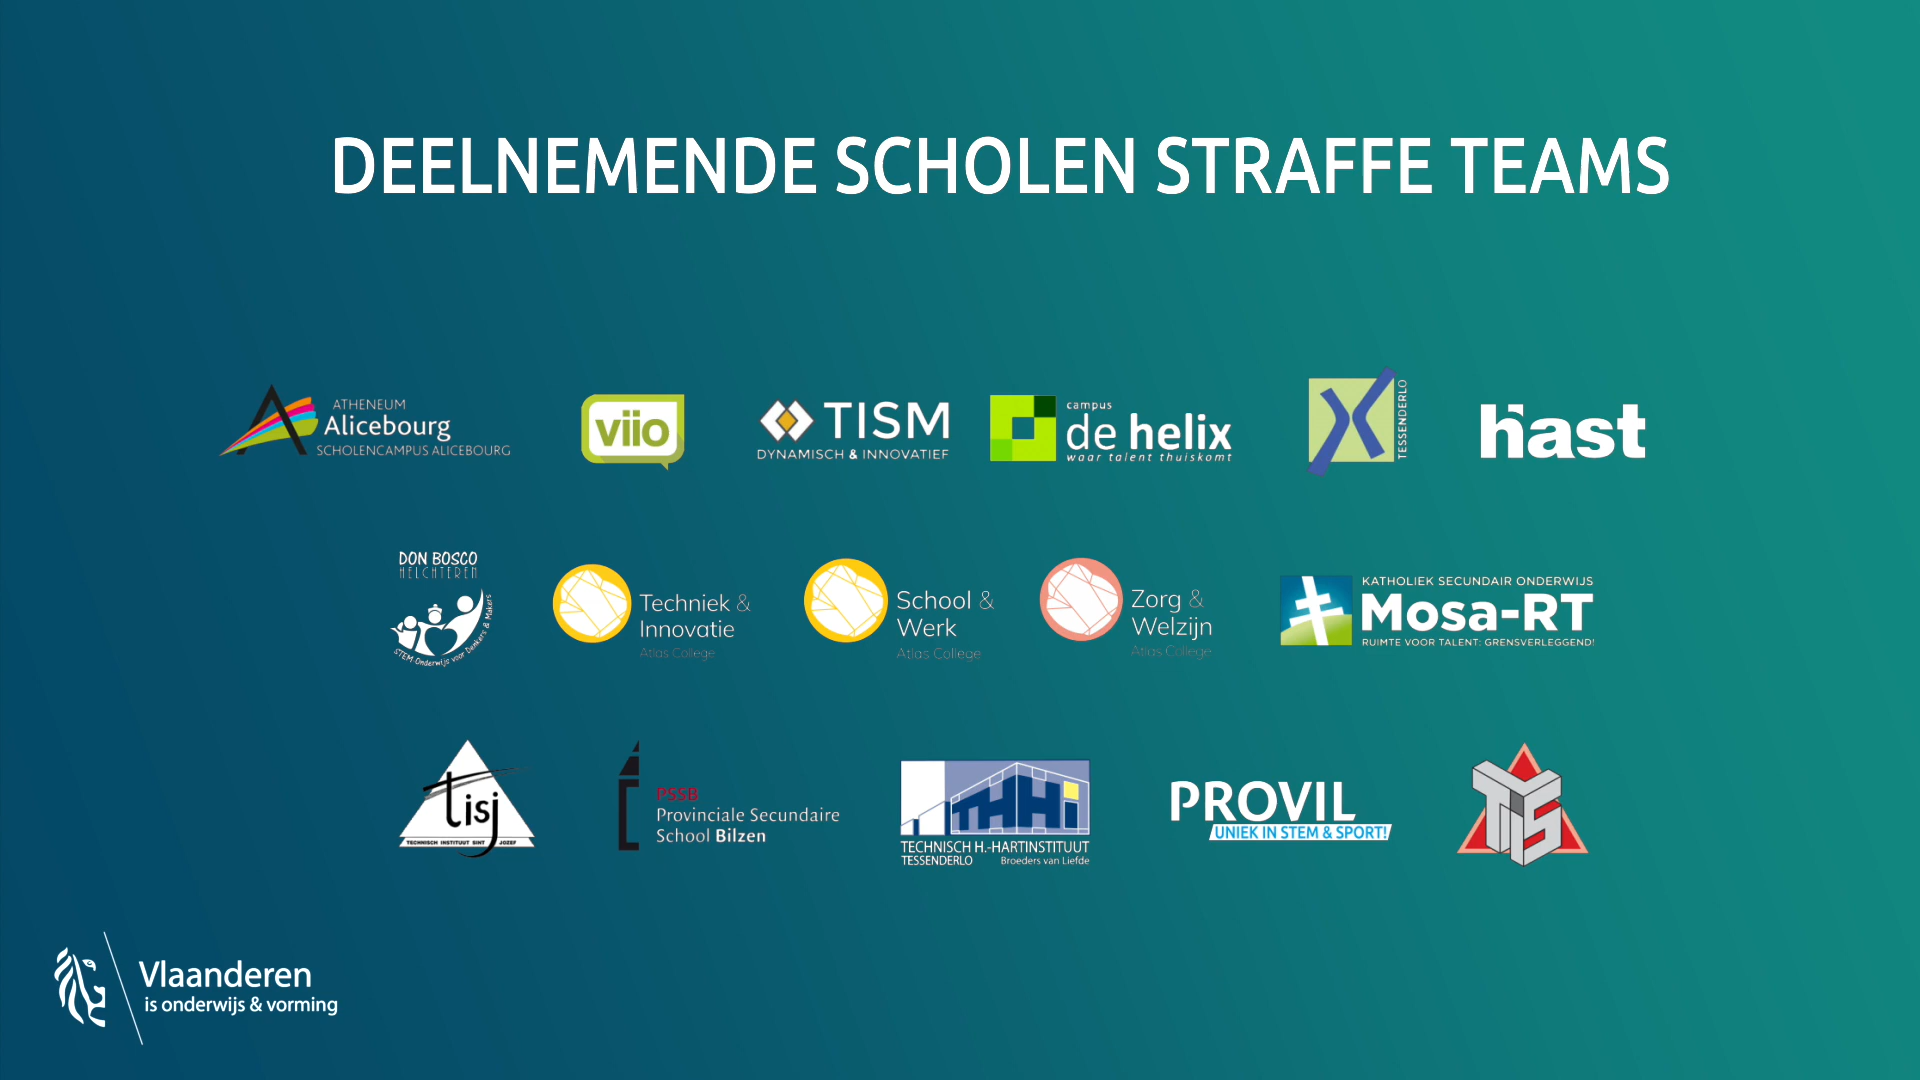 DEELNEMENDE SCHOLEN STRAFFE TEAMS
ATHENEUM
Alicebourg
SCHOLENCAMPUS ALICEBOURG
viio
TISM
DYNAMISCH & INNOVATIEF
campus
de helix
waar talent thuiskomt
TESSENDERLO
hast
DON BOSCO
HELCHTEREN
STEM-Onderwijs voor Denkers & Makers
Techniek &
Innovatie
Atlas College
School &
Werk
Atlas College
Zorg &
Welzijn
Atlas College
KATHOLIEK SECUNDAIR ONDERWIJS
Mosa-RT
RUIMTE VOOR TALENT: GRENSVERLEGGEND!
tisj
TECHNISCH INSTITUUT SINT JOZEF
PSSB
Provinciale Secundaire
School Bilzen
THHi
TECHNISCH H.-HARTINSTITUUT
TESSENDERLO Broeders van Liefde
PROVIL
UNIEK IN STEM & SPORT!
TIS
Vlaanderen
is onderwijs & vorming